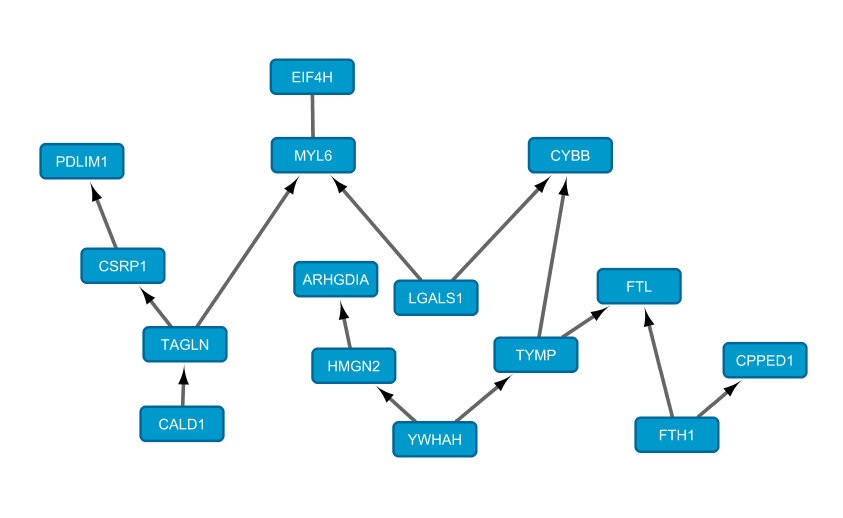 EIF4H
MYL6
CYBB
PDLIM1
CSRP1
ARHGDIA
LGALS1
FTL
TAGLN
TYMP
CPPED1
HMGN2
CALD1
YWHAH
FTH1